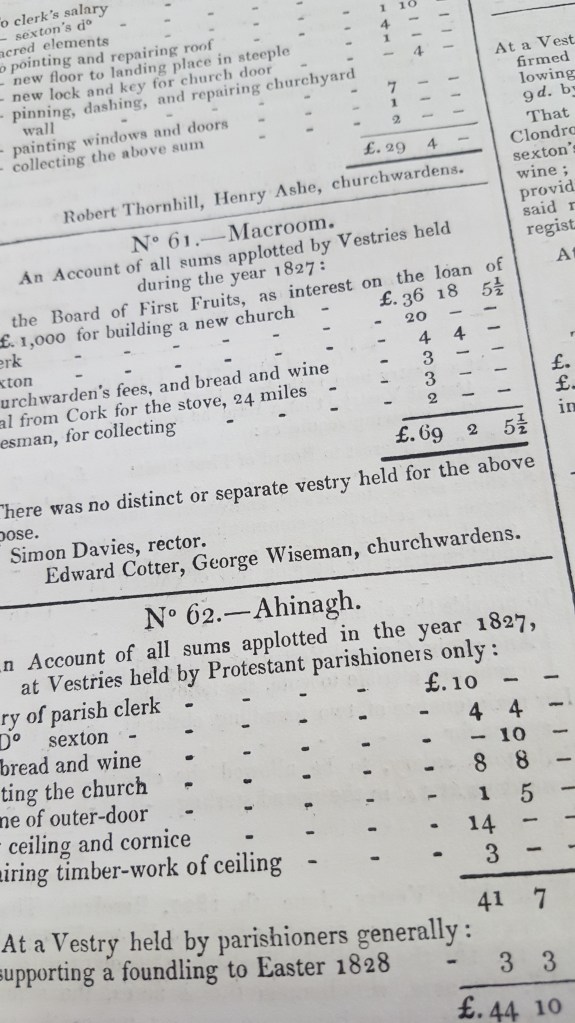 o clerk's salary - - - - 1 10
- sexton's dº - - - - 4 - -
acred elements - - - - 1 - -
o pointing and repairing roof - - - 4 -
- new floor to landing place in steeple
- new lock and key for church door
- pinning, dashing, and repairing churchyard
wall - - - - - 7 - -
- painting windows and doors - - 1 - -
- collecting the above sum - - - 2 - -
£.29 4 -
Robert Thornhill, Henry Ashe, churchwardens.
Nº 61.—Macroom.
An Account of all sums applotted by Vestries held
during the year 1827:
the Board of First Fruits, as interest on the loan of
£.1,000 for building a new church - £.36 18 5½
erk - - - - - - 20 - -
xton - - - - - - 4 4 -
urchwarden's fees, and bread and wine - 3 - -
al from Cork for the stove, 24 miles - - 3 - -
esman, for collecting - - - - 2 - -
£.69 2 5½
There was no distinct or separate vestry held for the above
pose.
Simon Davies, rector.
Edward Cotter, George Wiseman, churchwardens.
Nº 62.—Ahinagh.
n Account of all sums applotted in the year 1827,
at Vestries held by Protestant parishioners only:
ry of parish clerk - - - - £.10 - -
Dº sexton - - - - - 4 4 -
bread and wine - - - - - 10 -
ting the church - - - - 8 8 -
ne of outer-door - - - - 1 5 -
ceiling and cornice - - - - 14 - -
iring timber-work of ceiling - - - 3 - -
41 7
At a Vestry held by parishioners generally:
supporting a foundling to Easter 1828 - 3 3
£.44 10
At a Vest
firmed
lowing
9d. by
That
Clondro
sexton's
wine;
provid
said r
regist
At
£.
£.
in